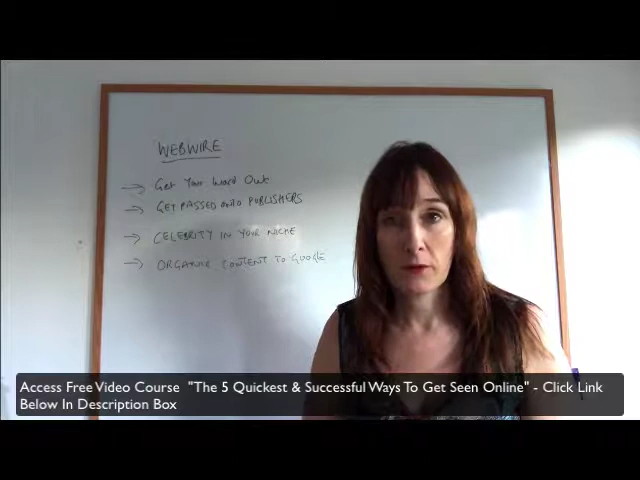 WEBWIRE
→ Get Your Word Out
→ GET PASSED ONTO PUBLISHERS
→ CELEBRITY IN YOUR NICHE
→ ORGANIC CONTENT TO GOOGLE
Access Free Video Course "The 5 Quickest & Successful Ways To Get Seen Online" - Click Link
Below In Description Box